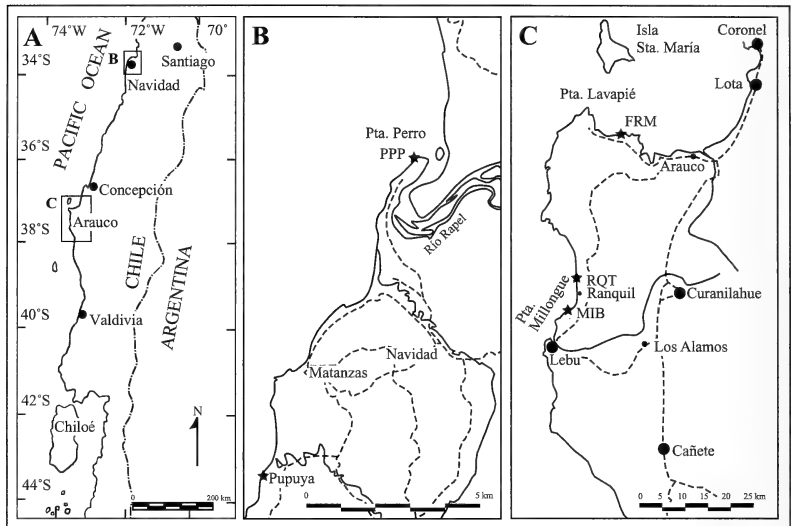 A
74°W
72°W
70°
B
Santiago
34°S
Navidad
PACIFIC OCEAN
36°S
Concepción
C
Arauco
38°S
CHILE
ARGENTINA
40°S
Valdivia
42°S
Chiloé
N
44°S
0
200 km
B
Pta. Perro
PPP
Río Rapel
Navidad
Matanzas
Pupuya
0
5 km
C
Isla
Sta. María
Coronel
Lota
Pta. Lavapié
FRM
Arauco
RQT
Ranquil
Pta.
Millongue
MIB
Curanilahue
Lebu
Los Alamos
Cañete
0 5 10 15 20 25 km